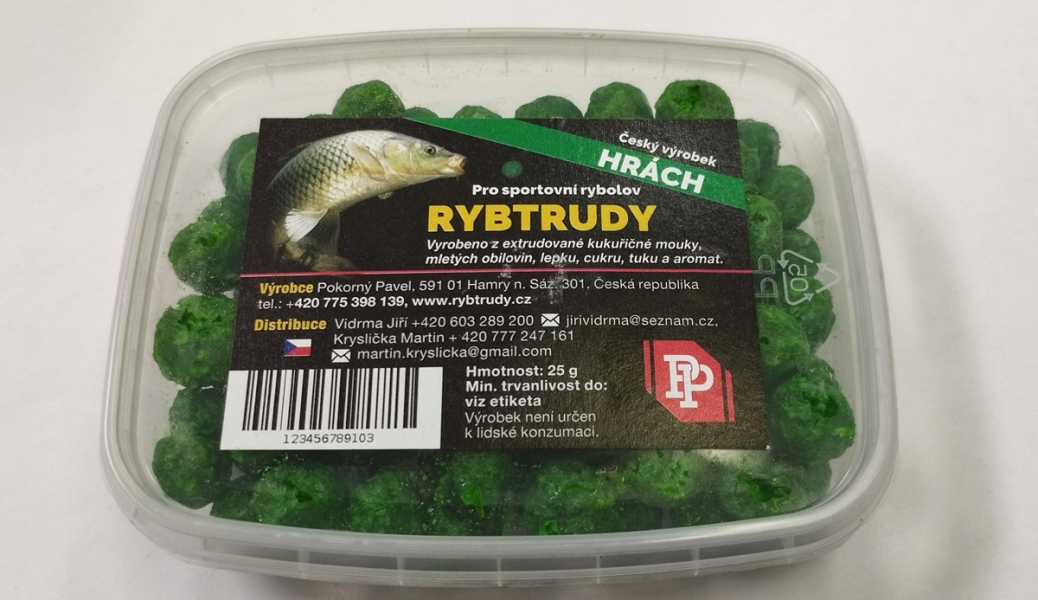 Český výrobek
HRÁCH
Pro sportovní rybolov
RYBTRUDY
Vyrobeno z extrudované kukuřičné mouky,
mletých obilovin, lepku, cukru, tuku a aromat.
Výrobce Pokorný Pavel, 591 01 Hamry n. Sáz. 301, Česká republika
tel.: +420 775 398 139, www.rybtrudy.cz
Distribuce Vidrma Jiří +420 603 289 200 jirividrma@seznam.cz,
Kryslička Martin + 420 777 247 161
martin.kryslicka@gmail.com
Hmotnost: 25 g
Min. trvanlivost do:
viz etiketa
Výrobek není určen
k lidské konzumaci.
PP
123456789103
05
PP